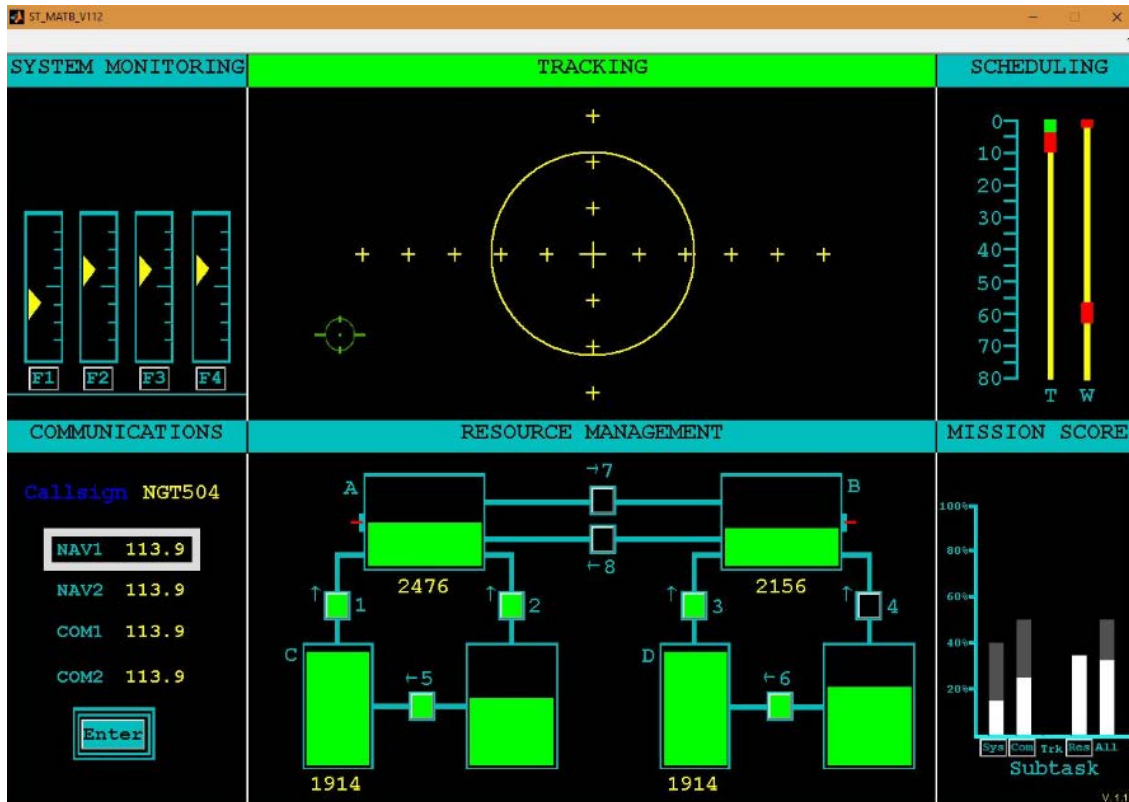 ST_MATB_V112
SYSTEM MONITORING
TRACKING
SCHEDULING
F1 F2 F3 F4
0
10
20
30
40
50
60
70
80
T W
COMMUNICATIONS
RESOURCE MANAGEMENT
MISSION SCORE
Callsign NGT504
NAV1 113.9
NAV2 113.9
COM1 113.9
COM2 113.9
Enter
A
→7
B
←8
2476
2156
↑ 1
↑ 2
↑ 3
↑ 4
C
←5
D
←6
1914
1914
100%
80%
60%
40%
20%
Sys Com Trk Res All
Subtask